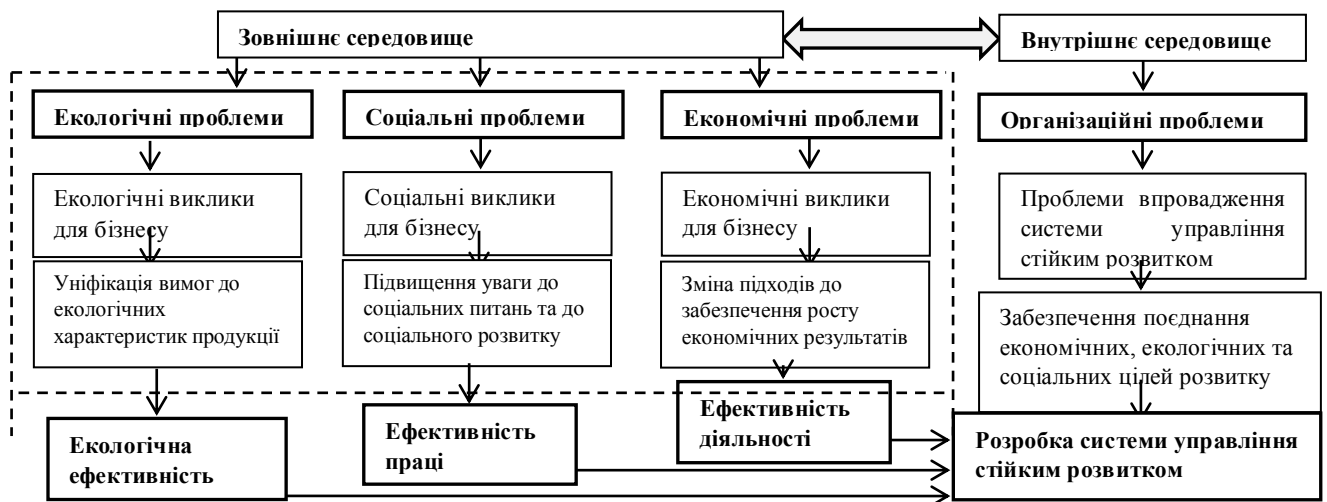 Зовнішнє середовище
Внутрішнє середовище
Екологічні проблеми
Соціальні проблеми
Економічні проблеми
Організаційні проблеми
Екологічні виклики
для бізнесу
Соціальні виклики
для бізнесу
Економічні виклики
для бізнесу
Проблеми впровадження
системи управління
стійким розвитком
Уніфікація вимог до
екологічних
характеристик продукції
Підвищення уваги до
соціальних питань та до
соціального розвитку
Зміна підходів до
забезпечення росту
економічних результатів
Забезпечення поєднання
економічних, екологічних та
соціальних цілей розвитку
Екологічна
ефективність
Ефективність
праці
Ефективність
діяльності
Розробка системи управління
стійким розвитком